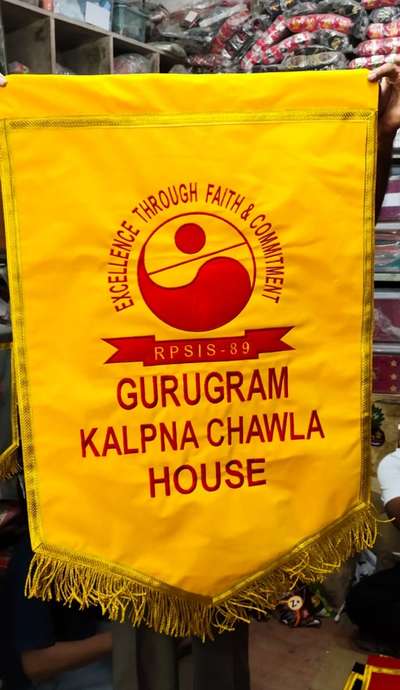 EXCELLENCE THROUGH FAITH & COMMITMENT
RPSIS-89
GURUGRAM
KALPNA CHAWLA
HOUSE